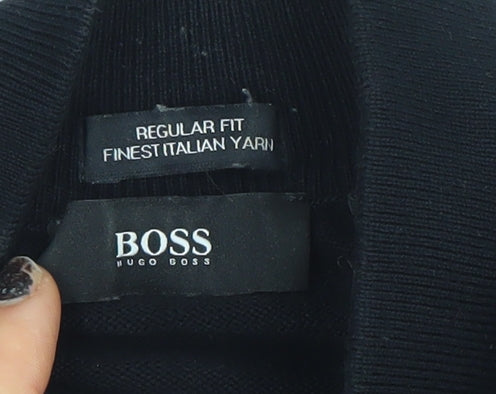 REGULAR FIT
FINEST ITALIAN YARN
BOSS
HUGO BOSS